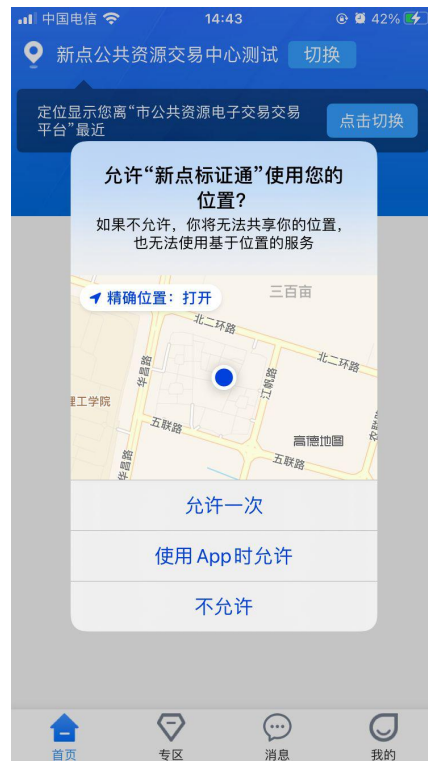 中国电信 14:43 42%
新点公共资源交易中心测试 切换
定位显示您离“市公共资源电子交易交易
平台”最近
点击切换
允许“新点标证通”使用您的
位置?
如果不允许，你将无法共享你的位置，
也无法使用基于位置的服务
精确位置：打开
三百亩
北二环路
北二环路
华昌路
江帆路
理工学院
五联路
高德地图
五联路
华昌路
允许一次
使用App时允许
不允许
首页 专区 消息 我的